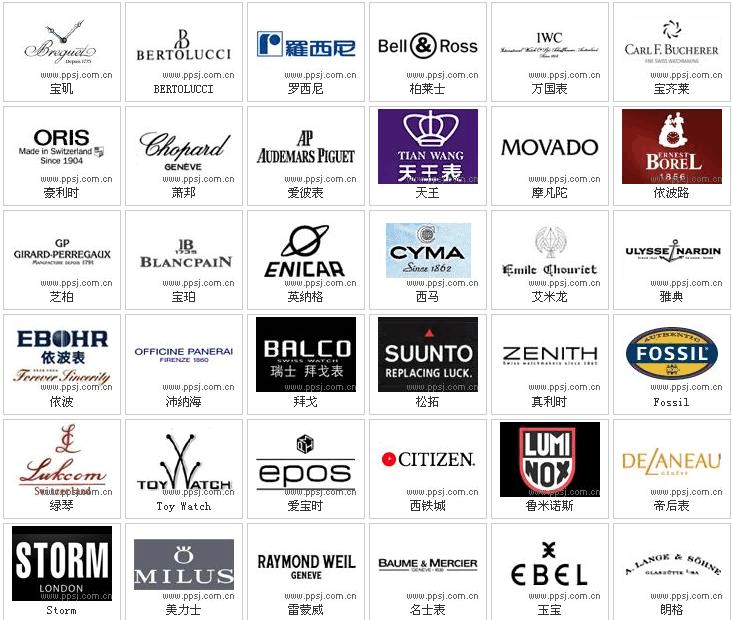 Breguet
Depuis 1775
www.ppsj.com.cn
宝玑
B
BERTOLUCCI
www.ppsj.com.cn
BERTOLUCCI
羅西尼
www.ppsj.com.cn
罗西尼
Bell & Ross
www.ppsj.com.cn
柏莱士
IWC
International Watch Co.
Since 1868
www.ppsj.com.cn
万国表
CARL F. BUCHERER
FINE SWISS WATCHMAKING
www.ppsj.com.cn
宝齐莱
ORIS
Made in Switzerland
Since 1904
www.ppsj.com.cn
豪利时
Chopard
GENÈVE
www.ppsj.com.cn
萧邦
AP
AUDEMARS PIGUET
www.ppsj.com.cn
爱彼表
TIAN WANG
天王表
www.ppsj.com.cn
天王
MOVADO
www.ppsj.com.cn
摩凡陀
ERNEST
BOREL
1856
www.ppsj.com.cn
依波路
GP
GIRARD-PERREGAUX
MANUFACTURE DEPUIS 1791
www.ppsj.com.cn
芝柏
JB
1735
BLANCPAIN
www.ppsj.com.cn
宝珀
ENICAR
www.ppsj.com.cn
英纳格
CYMA
Since 1862
www.ppsj.com.cn
西马
Emile Chouriet
www.ppsj.com.cn
艾米龙
ULYSSE NARDIN
www.ppsj.com.cn
雅典
EBOHR
依波表
Forever Sincerity
www.ppsj.com.cn
依波
OFFICINE PANERAI
FIRENZE 1860
www.ppsj.com.cn
沛纳海
BALCO
SWISS WATCH
瑞士 拜戈表
www.ppsj.com.cn
拜戈
SUUNTO
REPLACING LUCK.
www.ppsj.com.cn
松拓
ZENITH
Swiss watchmakers since 1865
www.ppsj.com.cn
真利时
AUTHENTIC
FOSSIL
www.ppsj.com.cn
Fossil
Lukcom
Switzerland
www.ppsj.com.cn
绿琴
TOY WATCH
www.ppsj.com.cn
Toy Watch
epos
www.ppsj.com.cn
爱宝时
CITIZEN
www.ppsj.com.cn
西铁城
LUMI
NOX
www.ppsj.com.cn
鲁米诺斯
DELANEAU
GENÈVE
www.ppsj.com.cn
帝后表
STORM
LONDON
www.ppsj.com.cn
Storm
MILUS
www.ppsj.com.cn
美力士
RAYMOND WEIL
GENEVE
www.ppsj.com.cn
雷蒙威
BAUME & MERCIER
GENEVE · 1830
www.ppsj.com.cn
名士表
EBEL
www.ppsj.com.cn
玉宝
A. LANGE & SÖHNE
GLASHÜTTE I/SA
www.ppsj.com.cn
朗格